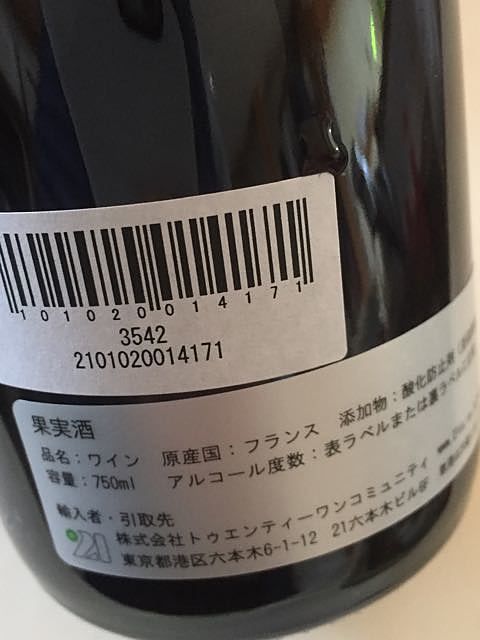 101020014171
3542
2101020014171
果実酒
品名：ワイン 原産国：フランス 添加物：酸化防止剤
容量：750ml アルコール度数：表ラベルまたは裏ラベルに
輸入者・引取先
21 株式会社トゥエンティーワンコミュニティ
東京都港区六本木6-1-12 21六本木ビル6F